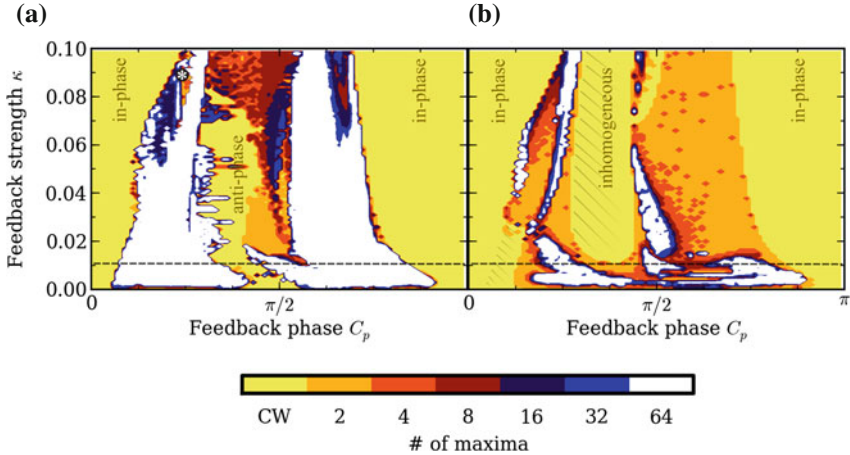 (a)
(b)
Feedback strength κ
0.10
0.08
0.06
0.04
0.02
0.00
in-phase
anti-phase
in-phase
in-phase
inhomogeneous
in-phase
0 π/2 0 π/2 π
Feedback phase C_p Feedback phase C_p
CW 2 4 8 16 32 64
# of maxima